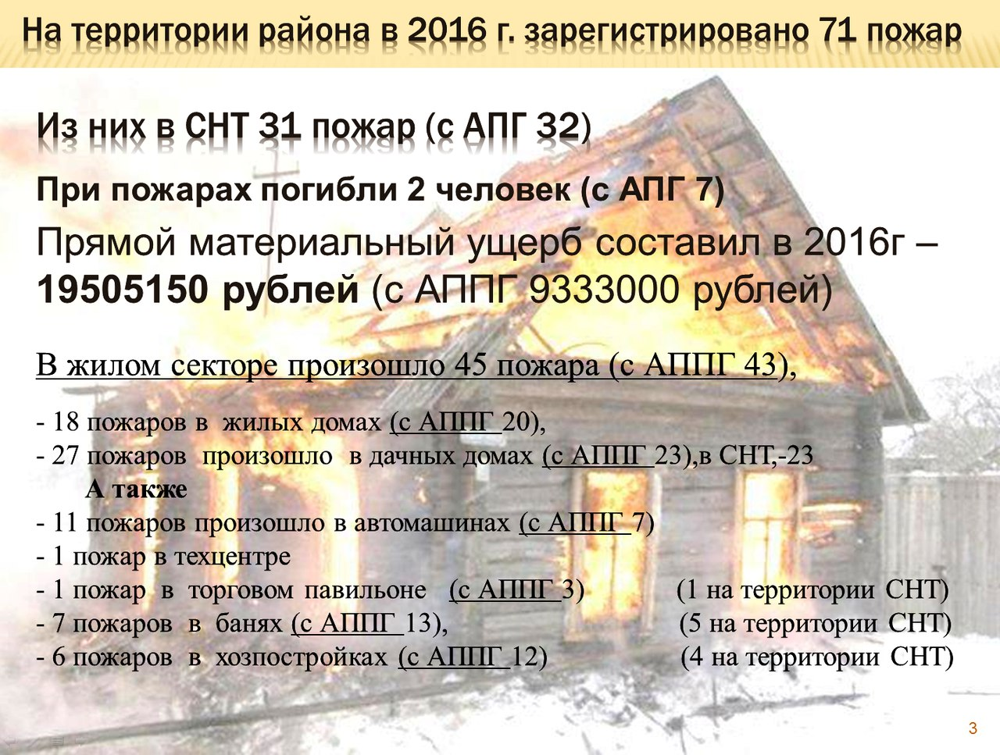 На территории района в 2016 г. зарегистрировано 71 пожар
Из них в СНТ 31 пожар (с АПГ 32)
При пожарах погибли 2 человек (с АПГ 7)
Прямой материальный ущерб составил в 2016г –
19505150 рублей (с АППГ 9333000 рублей)
В жилом секторе произошло 45 пожара (с АППГ 43),
- 18 пожаров в жилых домах (с АППГ 20),
- 27 пожаров произошло в дачных домах (с АППГ 23),в СНТ,-23
А также
- 11 пожаров произошло в автомашинах (с АППГ 7)
- 1 пожар в техцентре
- 1 пожар в торговом павильоне (с АППГ 3) (1 на территории СНТ)
- 7 пожаров в банях (с АППГ 13), (5 на территории СНТ)
- 6 пожаров в хозпостройках (с АППГ 12) (4 на территории СНТ)
3